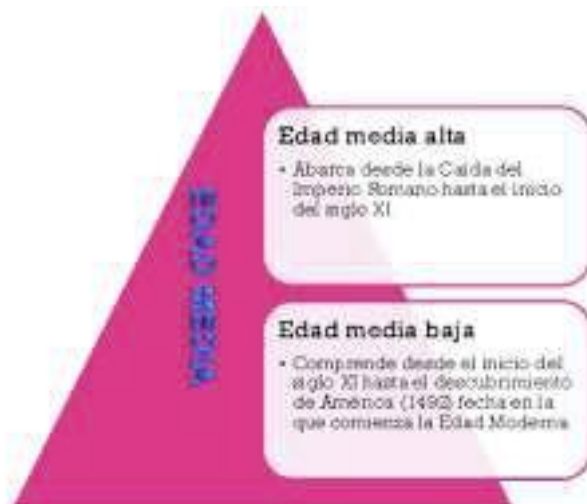 EDAD MEDIA
Edad media alta
• Abarca desde la Caída del
Imperio Romano hasta el inicio
del siglo XI
Edad media baja
• Comprende desde el inicio del
siglo XI hasta el descubrimiento
de América (1492) fecha en la
que comienza la Edad Moderna